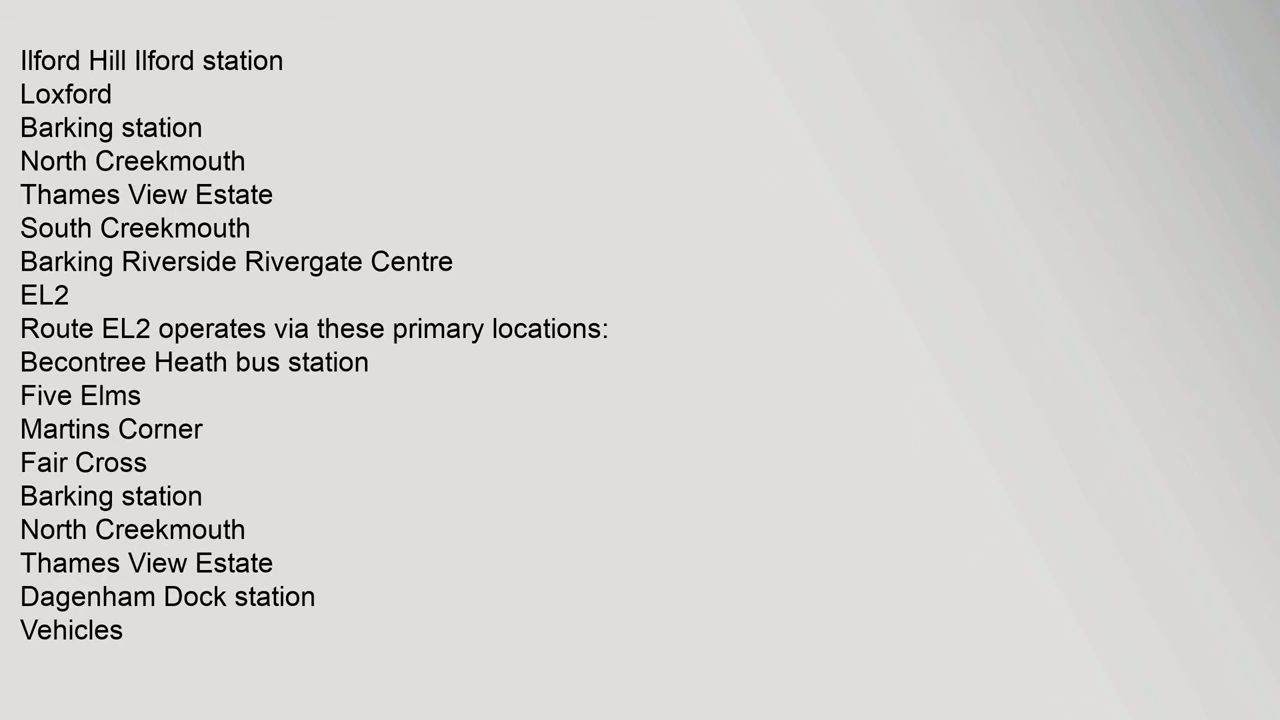 Ilford Hill Ilford station
Loxford
Barking station
North Creekmouth
Thames View Estate
South Creekmouth
Barking Riverside Rivergate Centre
EL2
Route EL2 operates via these primary locations:
Becontree Heath bus station
Five Elms
Martins Corner
Fair Cross
Barking station
North Creekmouth
Thames View Estate
Dagenham Dock station
Vehicles